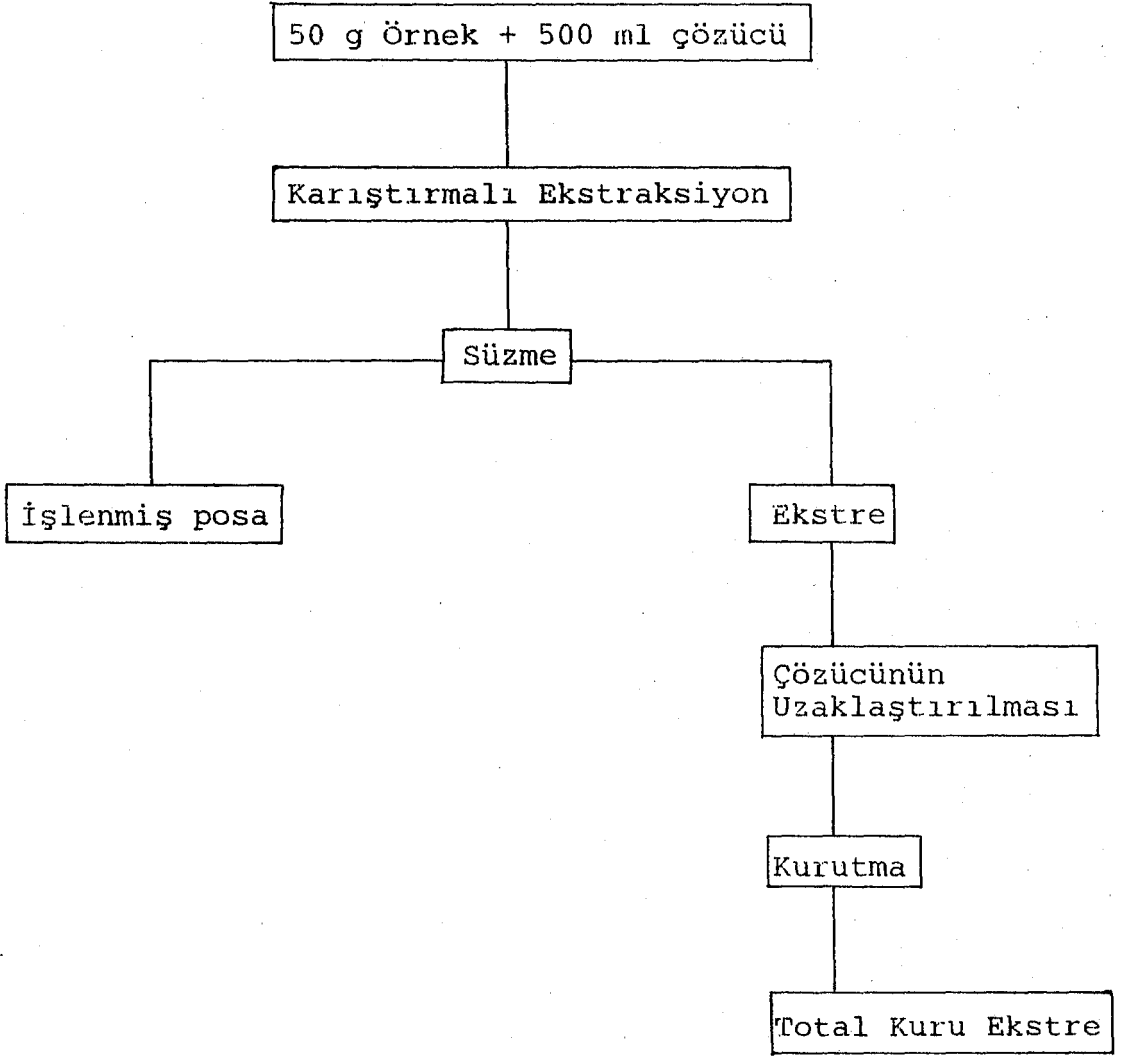 50 g Örnek + 500 ml çözücü
Karıştırmalı Ekstraksiyon
Süzme
İşlenmiş posa
Ekstre
Çözücünün
Uzaklaştırılması
Kurutma
Total Kuru Ekstre